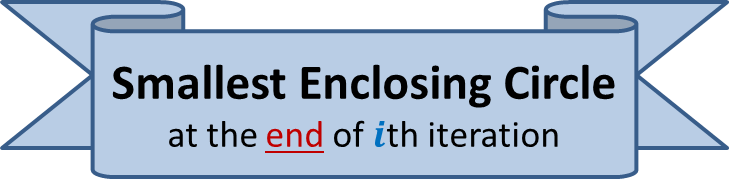 Smallest Enclosing Circle
at the end of ith iteration